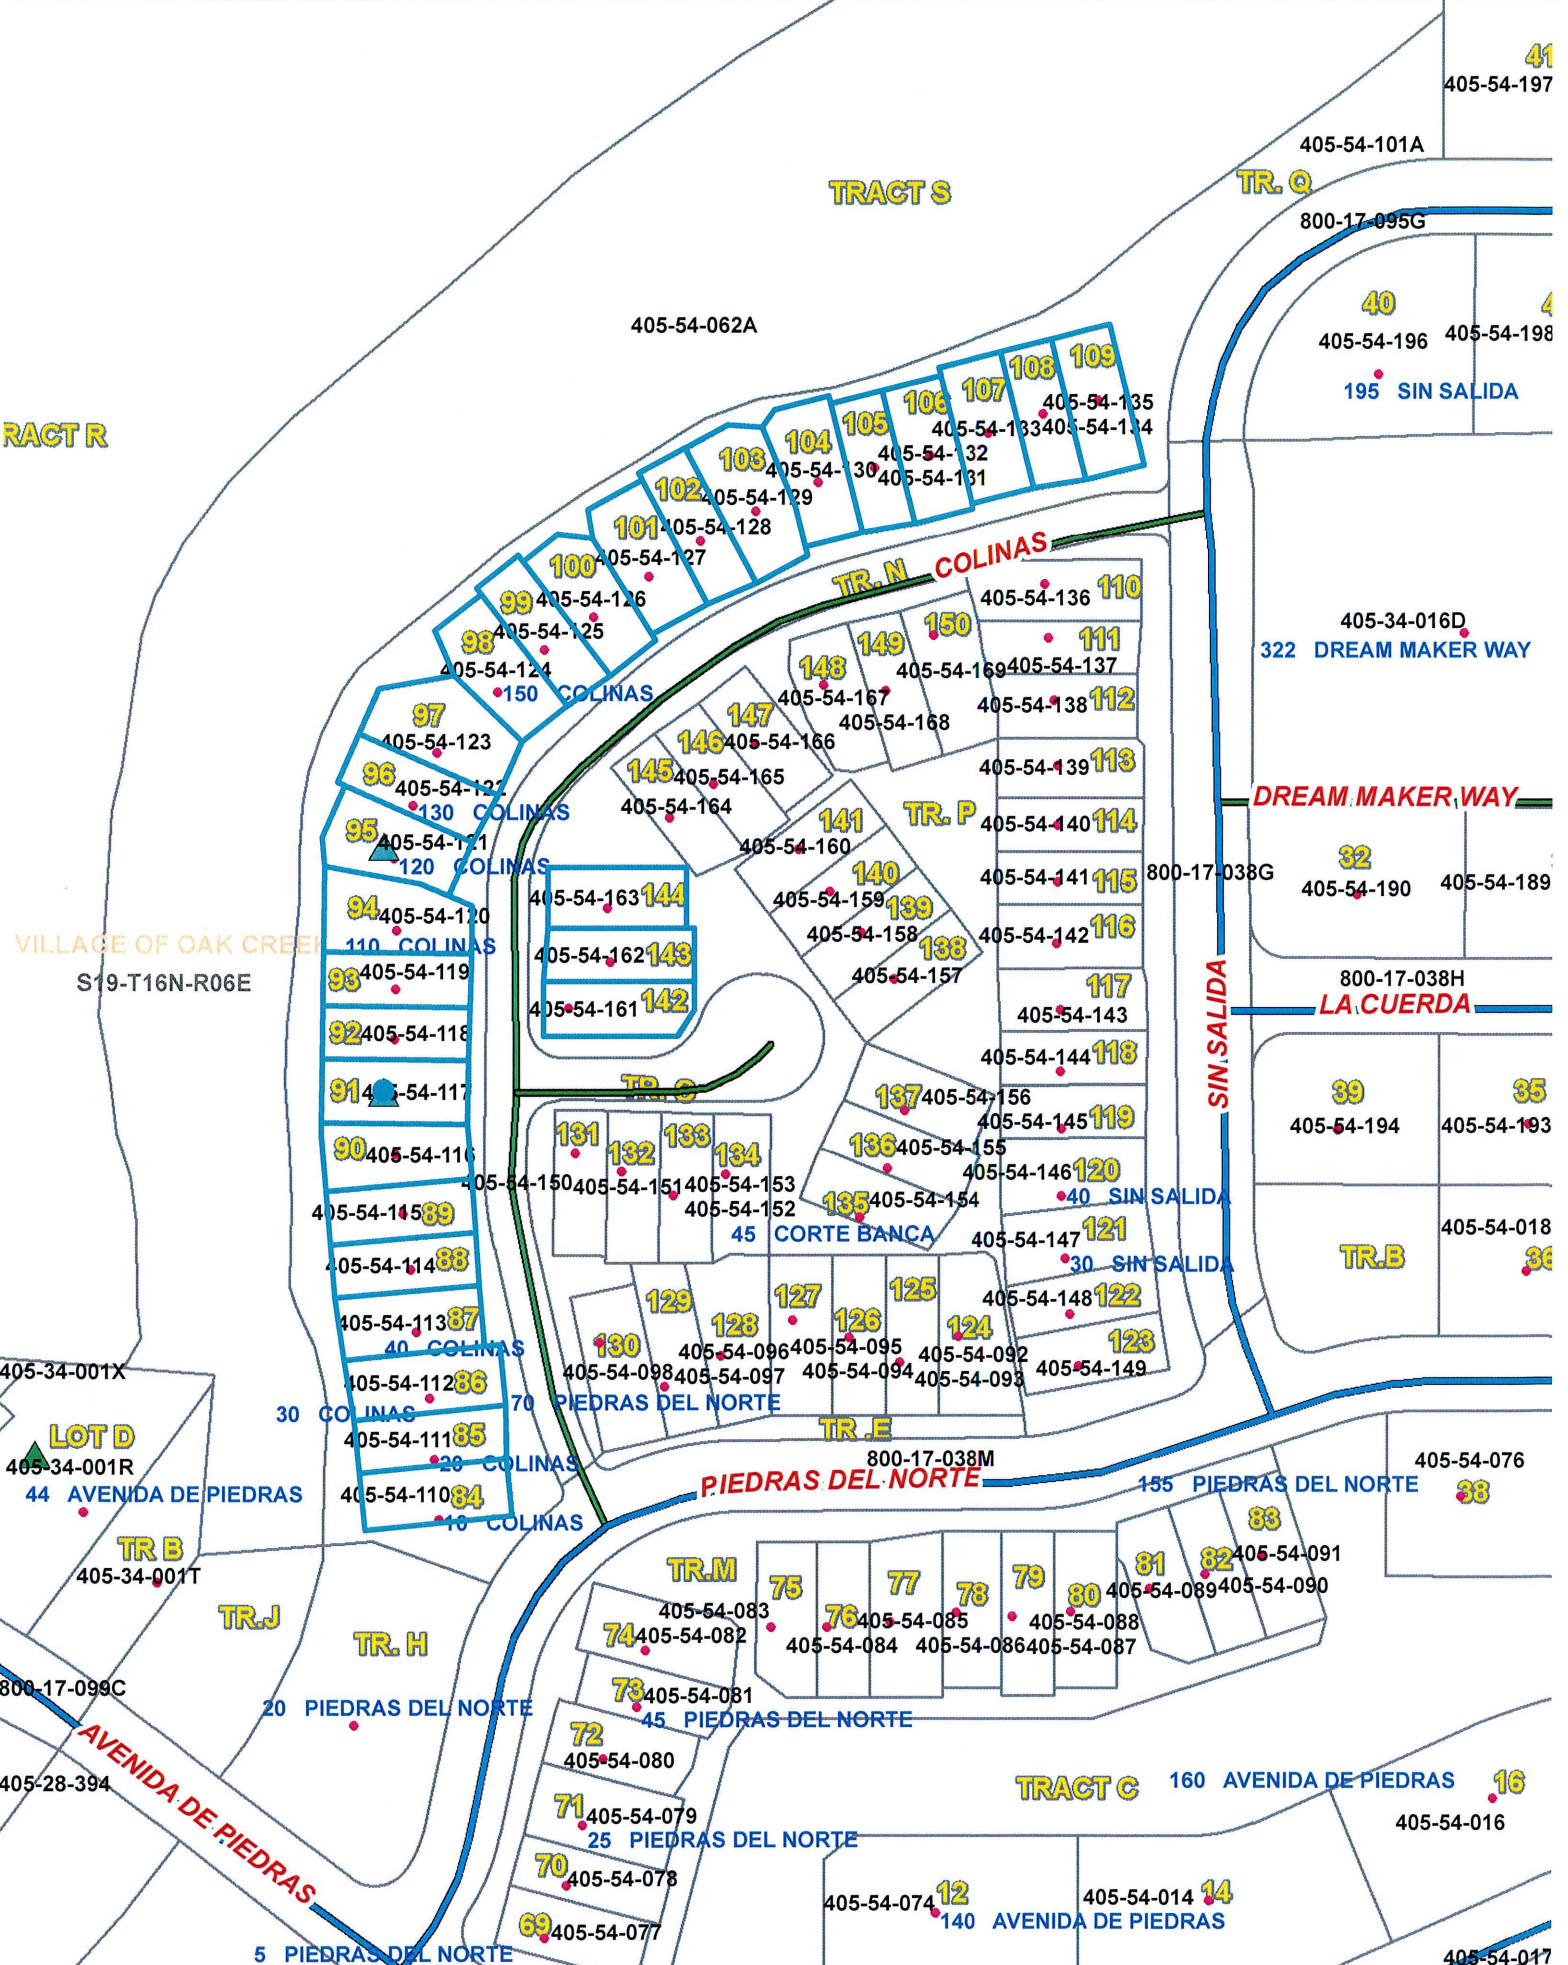 41
405-54-197
405-54-101A
TR. Q
TRACT S
800-17-095G
40
405-54-196
405-54-198
195 SIN SALIDA
405-54-062A
109
108
107
405-54-135
405-54-134
405-54-133
106
405-54-132
105
405-54-131
104
405-54-130
RACT R
103
405-54-129
102
405-54-128
101
405-54-127
100
405-54-126
99
405-54-125
98
405-54-124
150 COLINAS
COLINAS
TR. N
405-54-136 110
111
405-54-137
405-54-138 112
150
405-54-169
149
405-54-168
148
405-54-167
405-34-016D
322 DREAM MAKER WAY
97
405-54-123
96
405-54-122
130 COLINAS
95
405-54-121
120 COLINAS
147
405-54-166
146
405-54-165
145
405-54-164
405-54-139 113
TR. P
405-54-140 114
DREAM MAKER WAY
141
405-54-160
140
405-54-159
139
405-54-158
138
405-54-157
405-54-141 115
800-17-038G
405-54-142 116
32
405-54-190
405-54-189
405-54-163 144
405-54-162 143
405-54-161 142
94
405-54-120
110 COLINAS
VILLAGE OF OAK CREEK
S19-T16N-R06E
93 405-54-119
92 405-54-118
91 405-54-117
90 405-54-116
117
405-54-143
800-17-038H
LA CUERDA
SIN SALIDA
405-54-144 118
405-54-145 119
137 405-54-156
136 405-54-155
135 405-54-154
405-54-146 120
40 SIN SALIDA
39
405-54-194
35
405-54-193
131
132
133
134
405-54-150
405-54-151
405-54-153
405-54-152
45 CORTE BANCA
405-54-115 89
405-54-114 88
405-54-113 87
40 COLINAS
405-54-147 121
30 SIN SALIDA
TR.B
405-54-018
36
405-54-148 122
123
405-54-149
130
129
128
127
126
125
124
405-54-098
405-54-097
405-54-096
405-54-095
405-54-094
405-54-092
405-54-093
70 PIEDRAS DEL NORTE
TR .E
800-17-038M
PIEDRAS DEL NORTE
405-34-001X
405-54-112 86
30 COLINAS
405-54-111 85
20 COLINAS
405-54-110 84
10 COLINAS
LOT D
405-34-001R
44 AVENIDA DE PIEDRAS
TR B
405-34-001T
TR.J
TR. H
155 PIEDRAS DEL NORTE
405-54-076
38
83
405-54-091
82
405-54-090
81
405-54-089
80
405-54-088
79
405-54-087
78
405-54-086
77
405-54-085
76
405-54-084
75
405-54-083
TR.M
74 405-54-082
73 405-54-081
45 PIEDRAS DEL NORTE
72
405-54-080
800-17-099C
20 PIEDRAS DEL NORTE
AVENIDA DE PIEDRAS
405-28-394
71 405-54-079
25 PIEDRAS DEL NORTE
70 405-54-078
69 405-54-077
5 PIEDRAS DEL NORTE
TRACT C
160 AVENIDA DE PIEDRAS
16
405-54-016
405-54-074 12
140 AVENIDA DE PIEDRAS
405-54-014 14
405-54-017